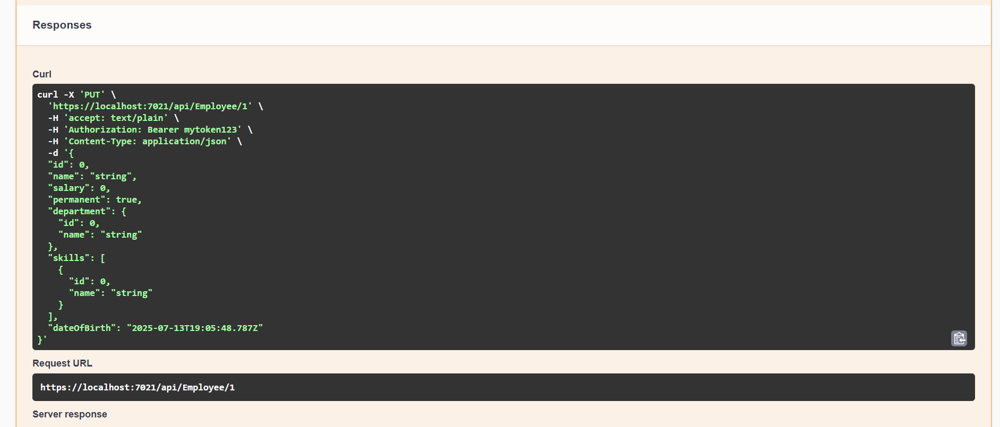 Responses
Curl
curl -X 'PUT' \
  'https://localhost:7021/api/Employee/1' \
  -H 'accept: text/plain' \
  -H 'Authorization: Bearer mytoken123' \
  -H 'Content-Type: application/json' \
  -d '{
  "id": 0,
  "name": "string",
  "salary": 0,
  "permanent": true,
  "department": {
    "id": 0,
    "name": "string"
  },
  "skills": [
    {
      "id": 0,
      "name": "string"
    }
  ],
  "dateOfBirth": "2025-07-13T19:05:48.787Z"
}'
Request URL
https://localhost:7021/api/Employee/1
Server response